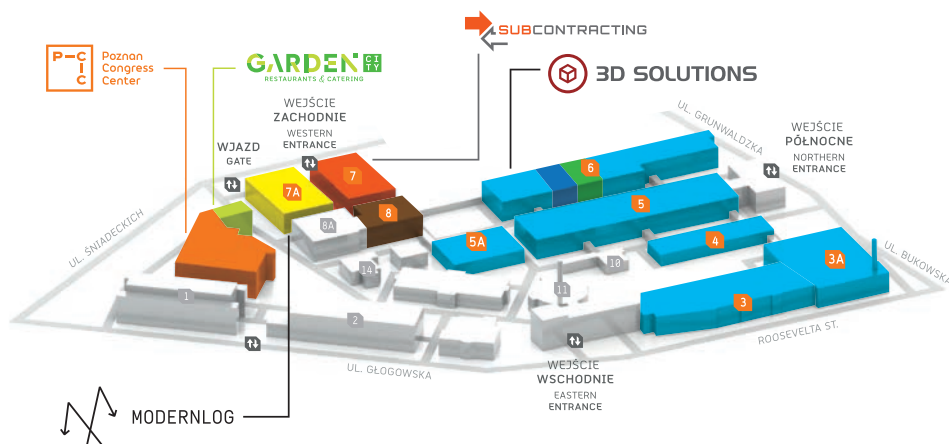 SUBCONTRACTING
P C I C
Poznan
Congress
Center
GARDEN CITY
RESTAURANTS & CATERING
3D SOLUTIONS
WEJŚCIE
ZACHODNIE
WESTERN
ENTRANCE
WJAZD
GATE
UL. GRUNWALDZKA
WEJŚCIE
PÓŁNOCNE
NORTHERN
ENTRANCE
7
7A
6
8
8A
5
5A
4
3A
UL. ŚNIADECKICH
UL. BUKOWSKA
14
10
11
1
2
3
ROOSEVELTA ST.
UL. GŁOGOWSKA
WEJŚCIE
WSCHODNIE
EASTERN
ENTRANCE
MODERNLOG